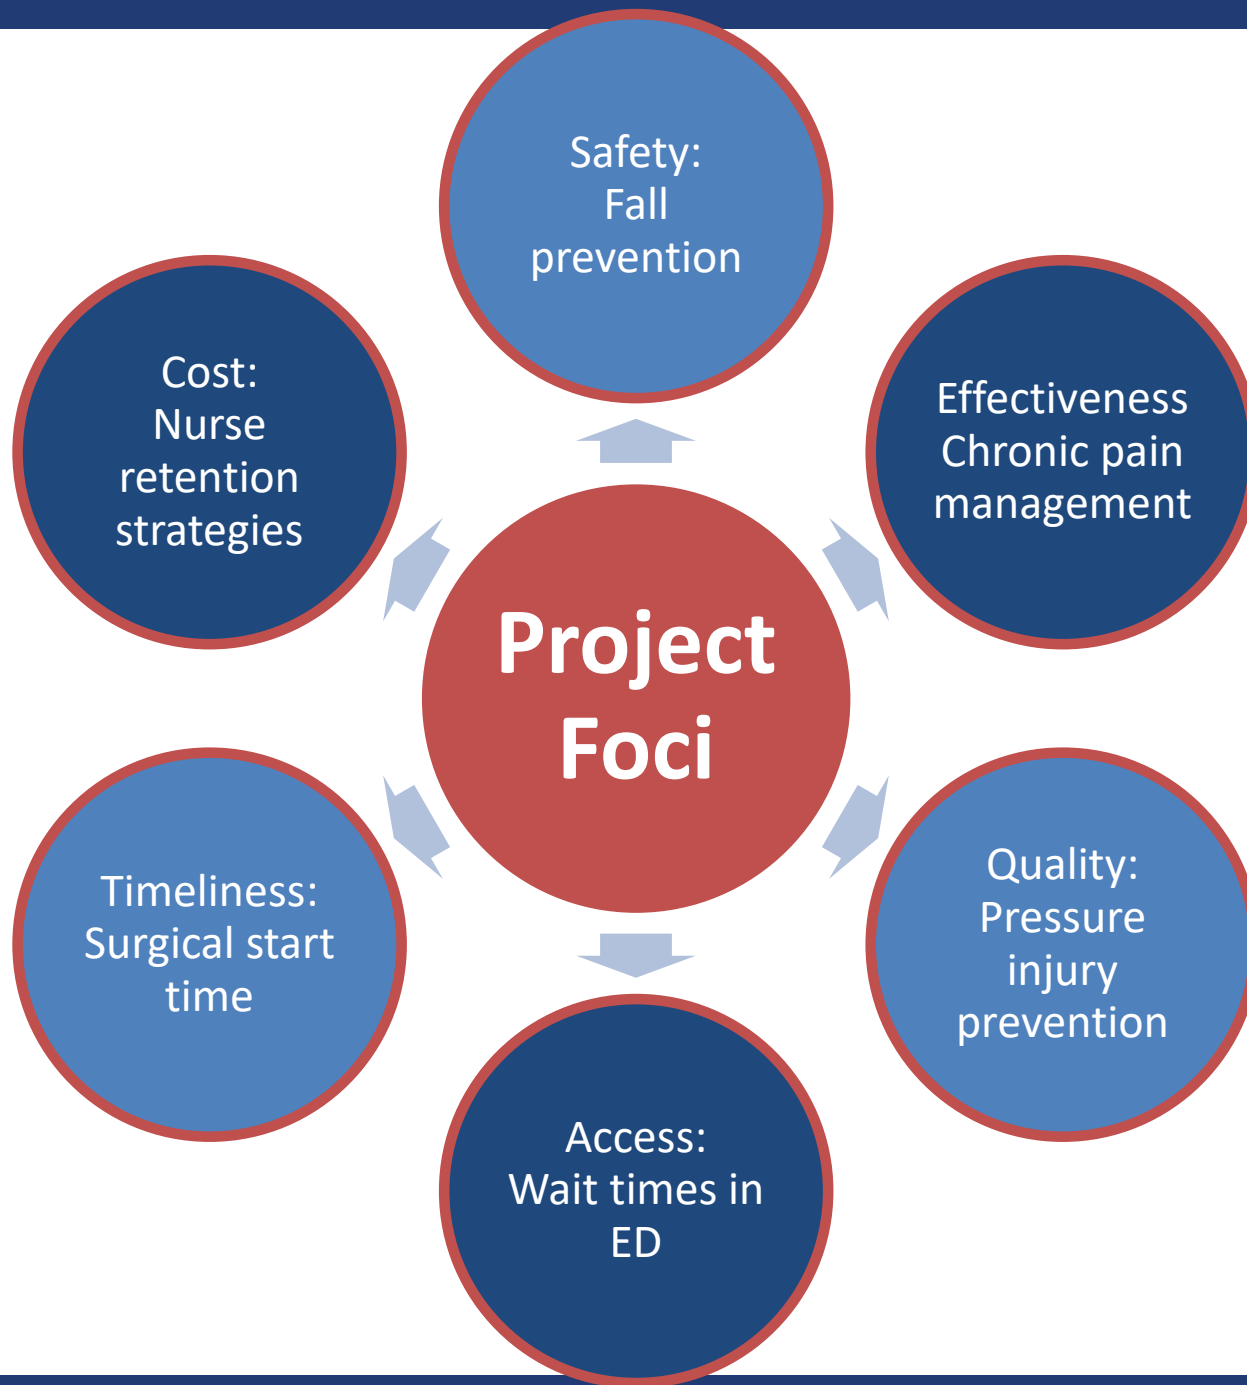 Safety:
Fall
prevention
Cost:
Nurse
retention
strategies
Effectiveness
Chronic pain
management
Project
Foci
Timeliness:
Surgical start
time
Quality:
Pressure
injury
prevention
Access:
Wait times in
ED